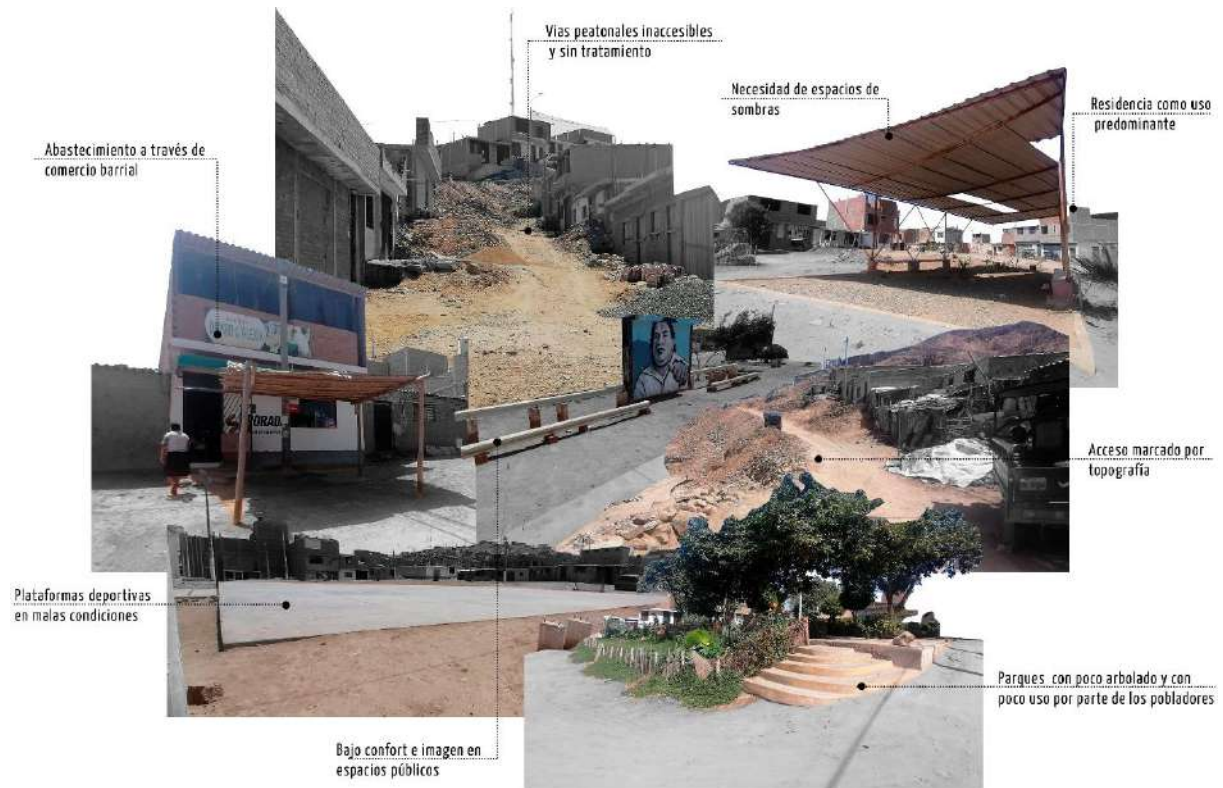 Vias peatonales inaccesibles
y sin tratamiento
Necesidad de espacios de
sombras
Residencia como uso
predominante
Abastecimiento a través de
comercio barrial
Acceso marcado por
topografía
Plataformas deportivas
en malas condiciones
Parques con poco arbolado y con
poco uso por parte de los pobladores
Bajo confort e imagen en
espacios públicos